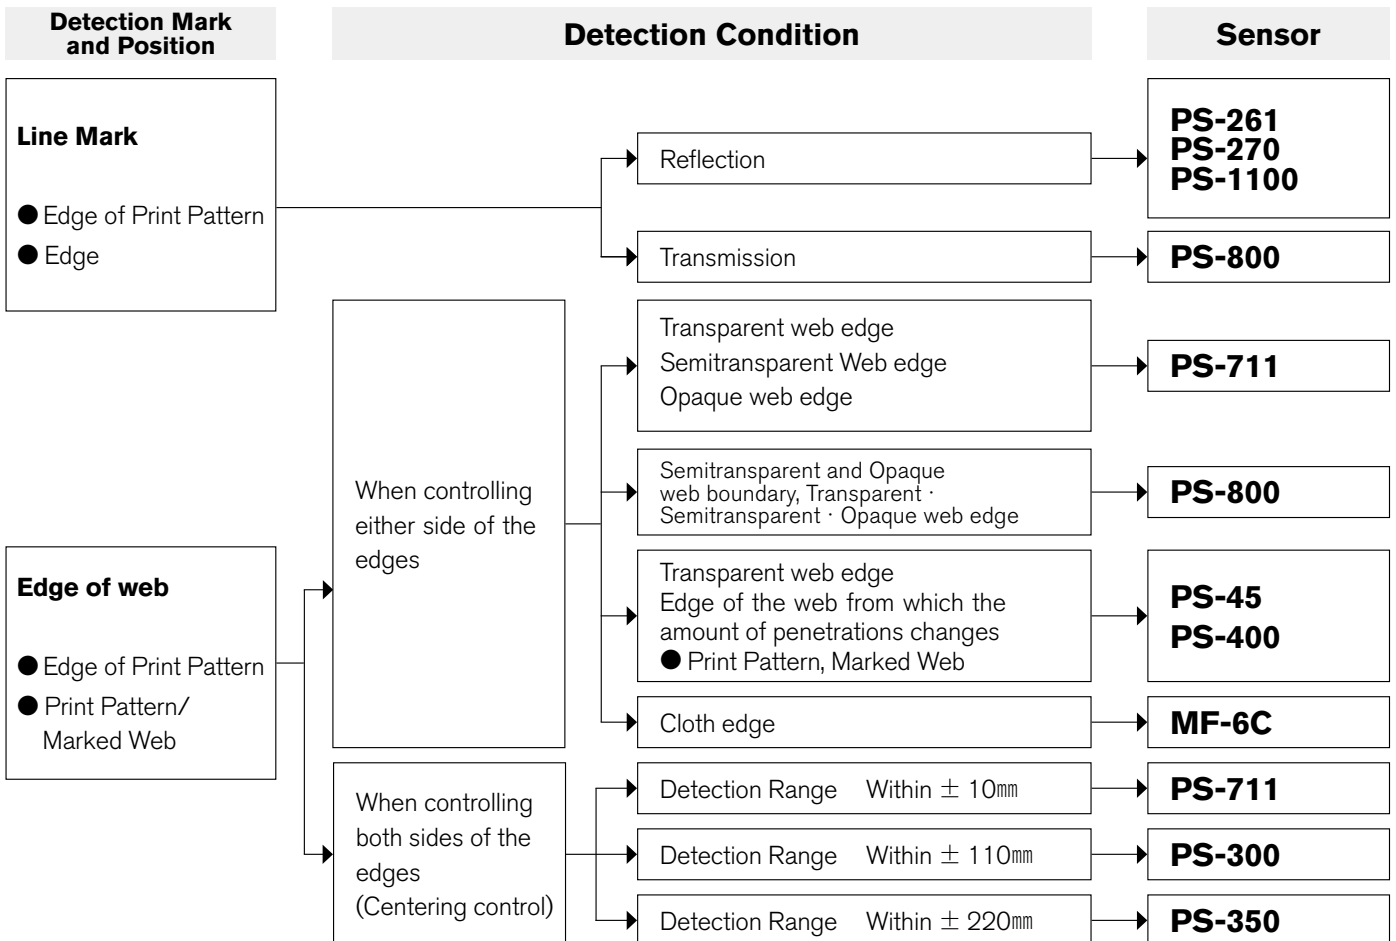 Detection Mark
and Position
Detection Condition
Sensor
Line Mark
● Edge of Print Pattern
● Edge
Reflection
PS-261
PS-270
PS-1100
Transmission
PS-800
Edge of web
● Edge of Print Pattern
● Print Pattern/
Marked Web
When controlling
either side of the
edges
Transparent web edge
Semitransparent Web edge
Opaque web edge
PS-711
Semitransparent and Opaque
web boundary, Transparent ·
Semitransparent · Opaque web edge
PS-800
Transparent web edge
Edge of the web from which the
amount of penetrations changes
● Print Pattern, Marked Web
PS-45
PS-400
Cloth edge
MF-6C
When controlling
both sides of the
edges
(Centering control)
Detection Range Within ± 10㎜
PS-711
Detection Range Within ± 110㎜
PS-300
Detection Range Within ± 220㎜
PS-350